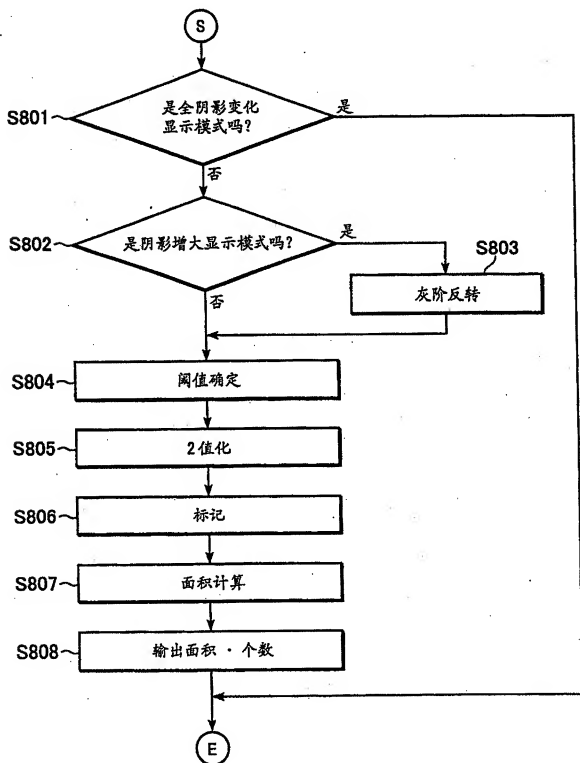 S
S801
是全阴影变化
显示模式吗?
是
否
S802
是阴影增大显示模式吗?
是
S803
灰阶反转
否
S804
阈值确定
S805
2值化
S806
标记
S807
面积计算
S808
输出面积·个数
E